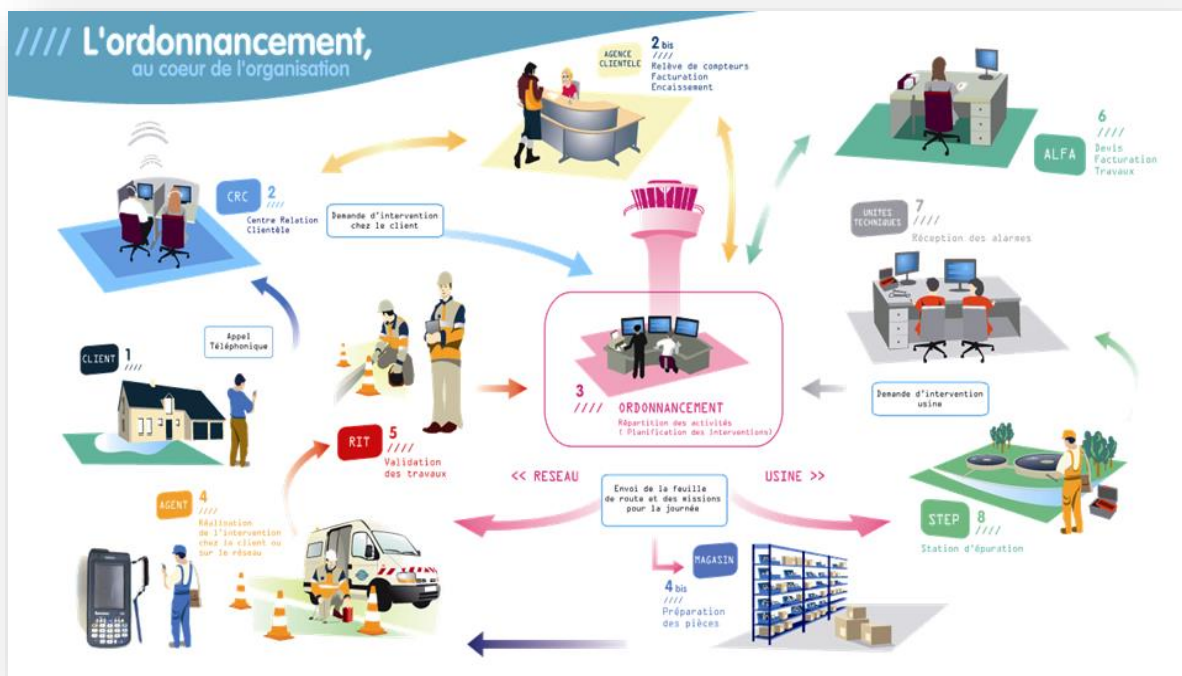 //// L'ordonnancement,
au coeur de l'organisation
AGENCE
CLIENTELE
2 bis
////
Relève de compteurs
Facturation
Encaissement
ALFA
6
////
Devis
Facturation
Travaux
CRC
2
////
Centre Relation
Clientèle
Demande d'intervention
chez le client
UNITES
TECHNIQUES
7
////
Réception des alarmes
Appel
Téléphonique
CLIENT
1
////
3
//// ORDONNANCEMENT
Répartition des activités
( Planification des interventions)
Demande d'intervention
usine
RIT
5
////
Validation
des travaux
<< RESEAU
USINE >>
Envoi de la feuille
de route et des missions
pour la journée
AGENT
4
////
Réalisation
de l'intervention
chez le client ou
sur le réseau
STEP
8
////
Station d'épuration
MAGASIN
4 bis
////
Préparation
des pièces